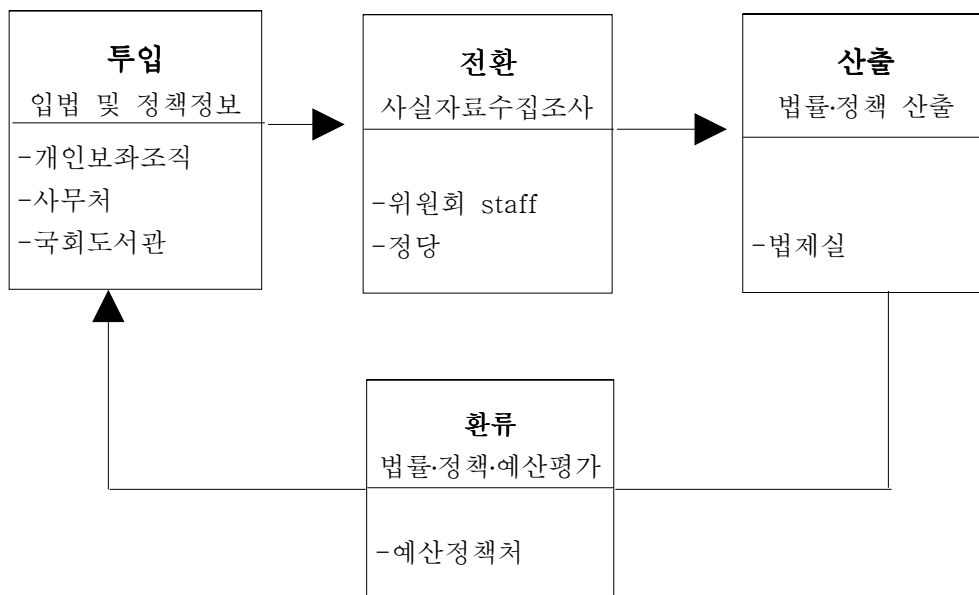 투입
입법 및 정책정보
-개인보좌조직
-사무처
-국회도서관
전환
사실자료수집조사
-위원회 staff
-정당
산출
법률·정책 산출
-법제실
환류
법률·정책·예산평가
-예산정책처